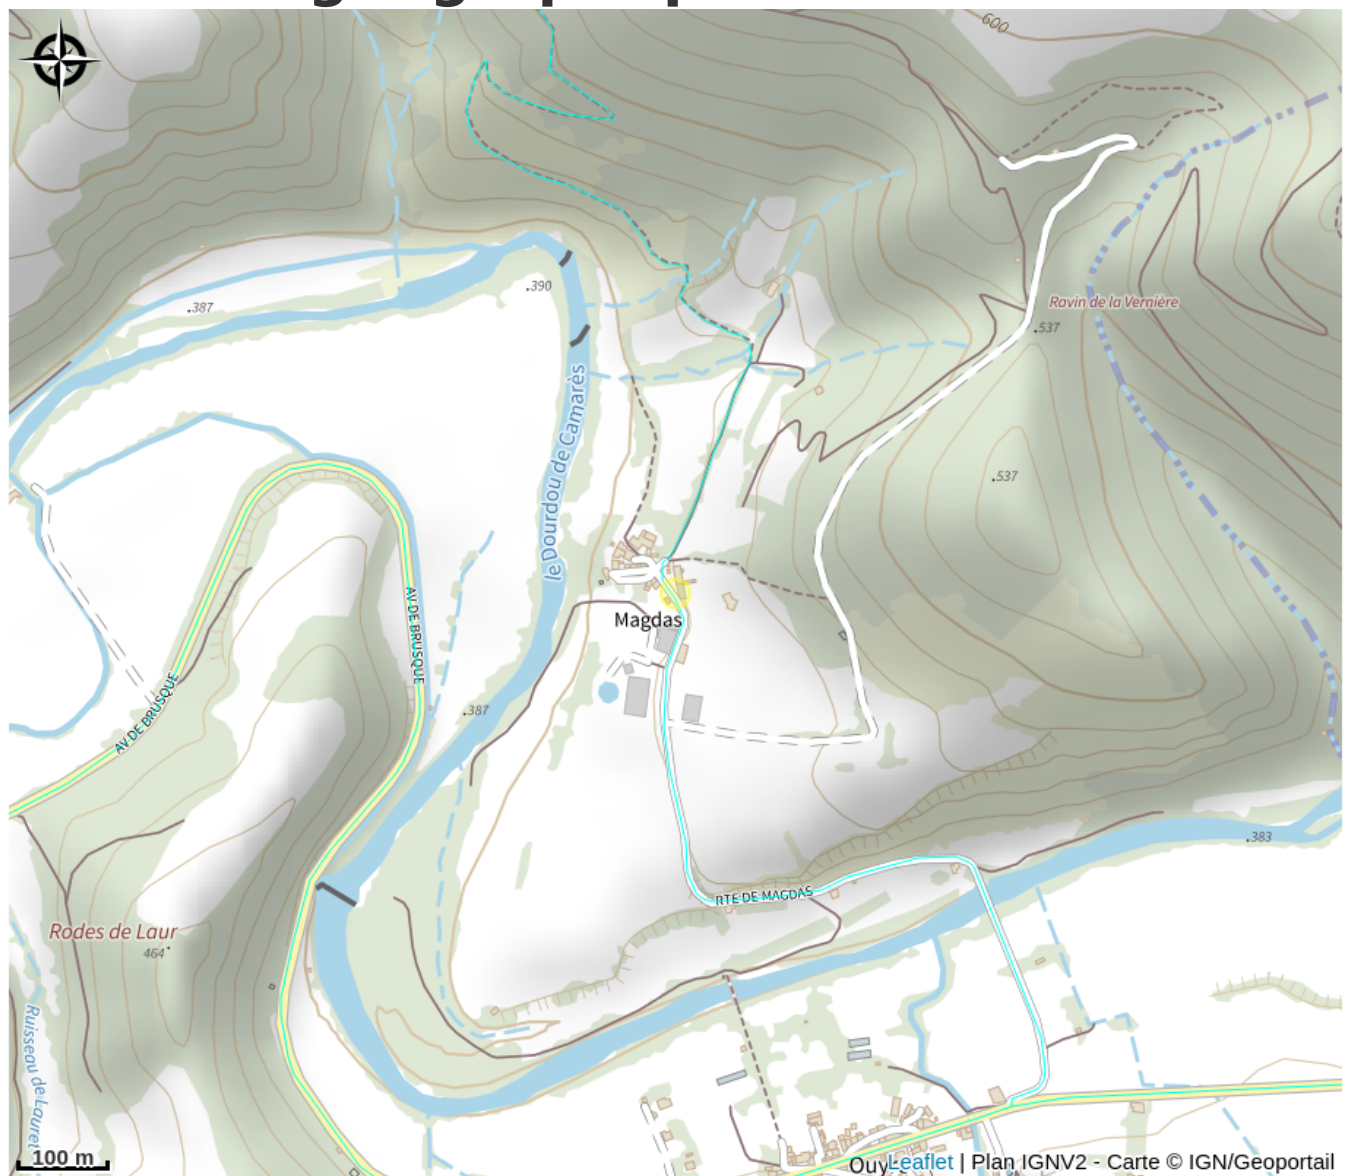 600
.387
.390
Ravin de la Vernière
.537
le Dourdou de Camarès
.537
AV DE BRUSQUE
Magdas
AV DE BRUSQUE
.387
.383
RTE DE MAGDAS
Rodes de Laur
464
Ruisseau de Lauret
100 m
Leaflet | Plan IGNV2 - Carte © IGN/Geoportail